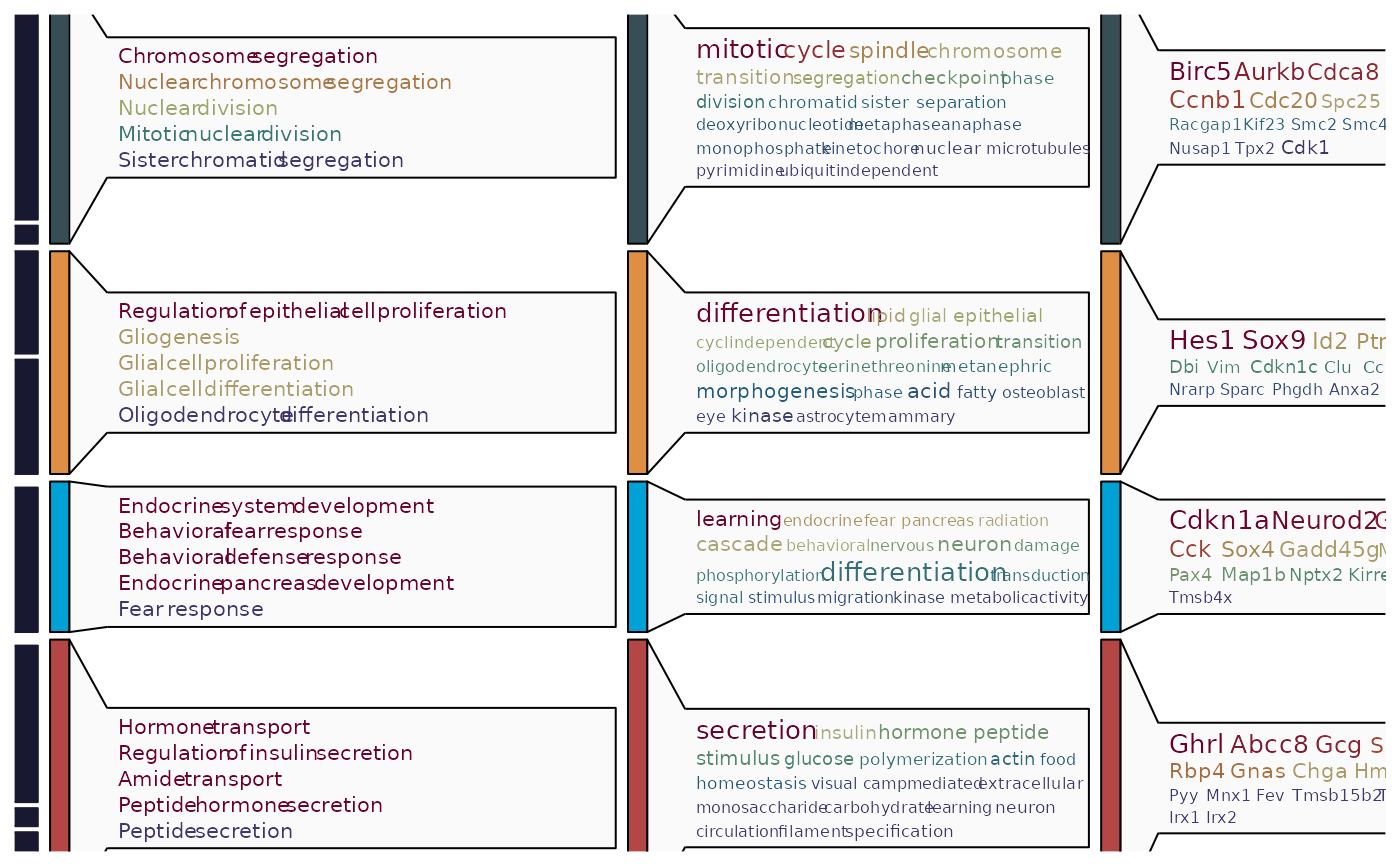 Chromosome segregation
Nuclear chromosome segregation
Nuclear division
Mitotic nuclear division
Sister chromatid segregation
mitotic cycle spindle chromosome
transition segregation checkpoint phase
division chromatid sister separation
deoxyribonucleotide metaphase anaphase
monophosphate kinetochore nuclear microtubules
pyrimidine ubiquit independent
Birc5 Aurkb Cdca8
Ccnb1 Cdc20 Spc25
Racgap1 Kif23 Smc2 Smc4
Nusap1 Tpx2 Cdk1
Regulation of epithelial cell proliferation
Gliogenesis
Glial cell proliferation
Glial cell differentiation
Oligodendrocyte differentiation
differentiation lipid glial epithelial
cyclin dependent cycle proliferation transition
oligodendrocyte serine threonine metanephric
morphogenesis phase acid fatty osteoblast
eye kinase astrocyte mammary
Hes1 Sox9 Id2 Ptr
Dbi Vim Cdkn1c Clu Cc
Nrarp Sparc Phgdh Anxa2
Endocrine system development
Behavioral fear response
Behavioral defense response
Endocrine pancreas development
Fear response
learning endocrine fear pancreas radiation
cascade behavioral nervous neuron damage
phosphorylation differentiation transduction
signal stimulus migration kinase metabolic activity
Cdkn1a Neurod2
Cck Sox4 Gadd45g
Pax4 Map1b Nptx2 Kirre
Tmsb4x
Hormone transport
Regulation of insulin secretion
Amide transport
Peptide hormone secretion
Peptide secretion
secretion insulin hormone peptide
stimulus glucose polymerization actin food
homeostasis visual camp mediated extracellular
monosaccharide carbohydrate learning neuron
circulation filament specification
Ghrl Abcc8 Gcg S
Rbp4 Gnas Chga Hm
Pyy Mnx1 Fev Tmsb15b2
Irx1 Irx2